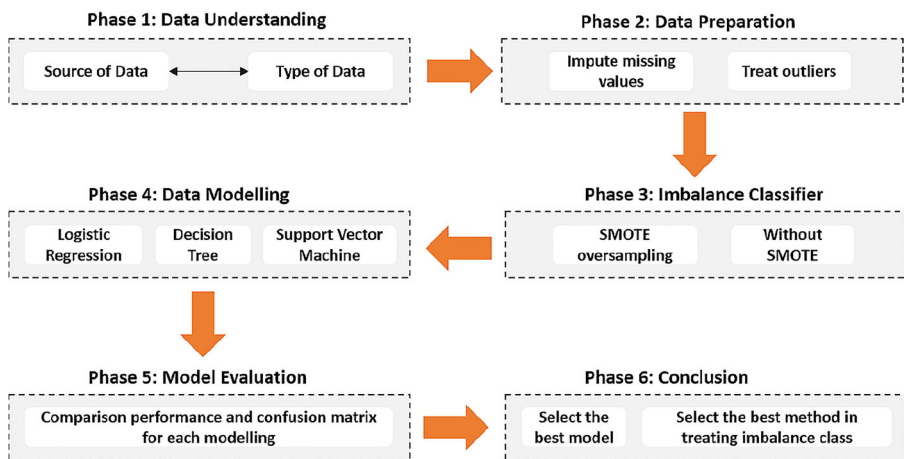 Phase 1: Data Understanding
Source of Data
Type of Data
Phase 2: Data Preparation
Impute missing
values
Treat outliers
Phase 3: Imbalance Classifier
SMOTE
oversampling
Without
SMOTE
Phase 4: Data Modelling
Logistic
Regression
Decision
Tree
Support Vector
Machine
Phase 5: Model Evaluation
Comparison performance and confusion matrix
for each modelling
Phase 6: Conclusion
Select the
best model
Select the best method in
treating imbalance class